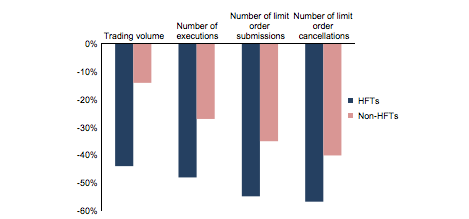 Trading volume
Number of
executions
Number of limit
order
submissions
Number of limit
order
cancellations
0%
-10%
-20%
-30%
-40%
-50%
-60%
HFTs
Non-HFTs